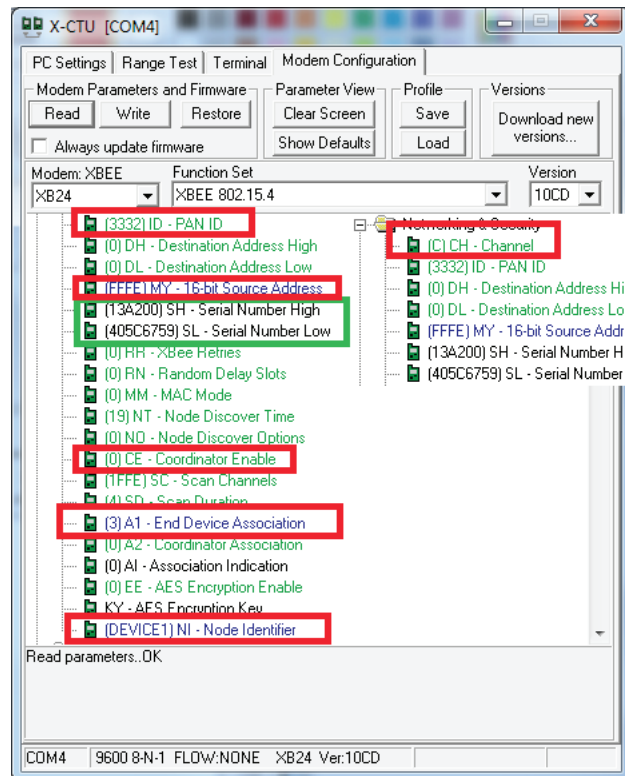 X-CTU [COM4]
PC Settings Range Test Terminal Modem Configuration
Modem Parameters and Firmware Parameter View Profile Versions
Read Write Restore Clear Screen Save Download new versions...
Always update firmware Show Defaults Load
Modem: XBEE Function Set Version
XB24 XBEE 802.15.4 10CD
(3332) ID - PAN ID
(0) DH - Destination Address High
(0) DL - Destination Address Low
(FFFE) MY - 16-bit Source Address
(13A200) SH - Serial Number High
(405C6759) SL - Serial Number Low
(0) RR - XBee Retries
(0) RN - Random Delay Slots
(0) MM - MAC Mode
(19) NT - Node Discover Time
(0) NO - Node Discover Options
(0) CE - Coordinator Enable
(1FFE) SC - Scan Channels
(4) SD - Scan Duration
(3) A1 - End Device Association
(0) A2 - Coordinator Association
(0) AI - Association Indication
(0) EE - AES Encryption Enable
KY - AES Encryption Key
(DEVICE1) NI - Node Identifier
Networking & Security
(C) CH - Channel
(3332) ID - PAN ID
(0) DH - Destination Address Hi
(0) DL - Destination Address Lo
(FFFE) MY - 16-bit Source Addr
(13A200) SH - Serial Number H
(405C6759) SL - Serial Number
Read parameters..OK
COM4 9600 8-N-1 FLOW:NONE XB24 Ver:10CD